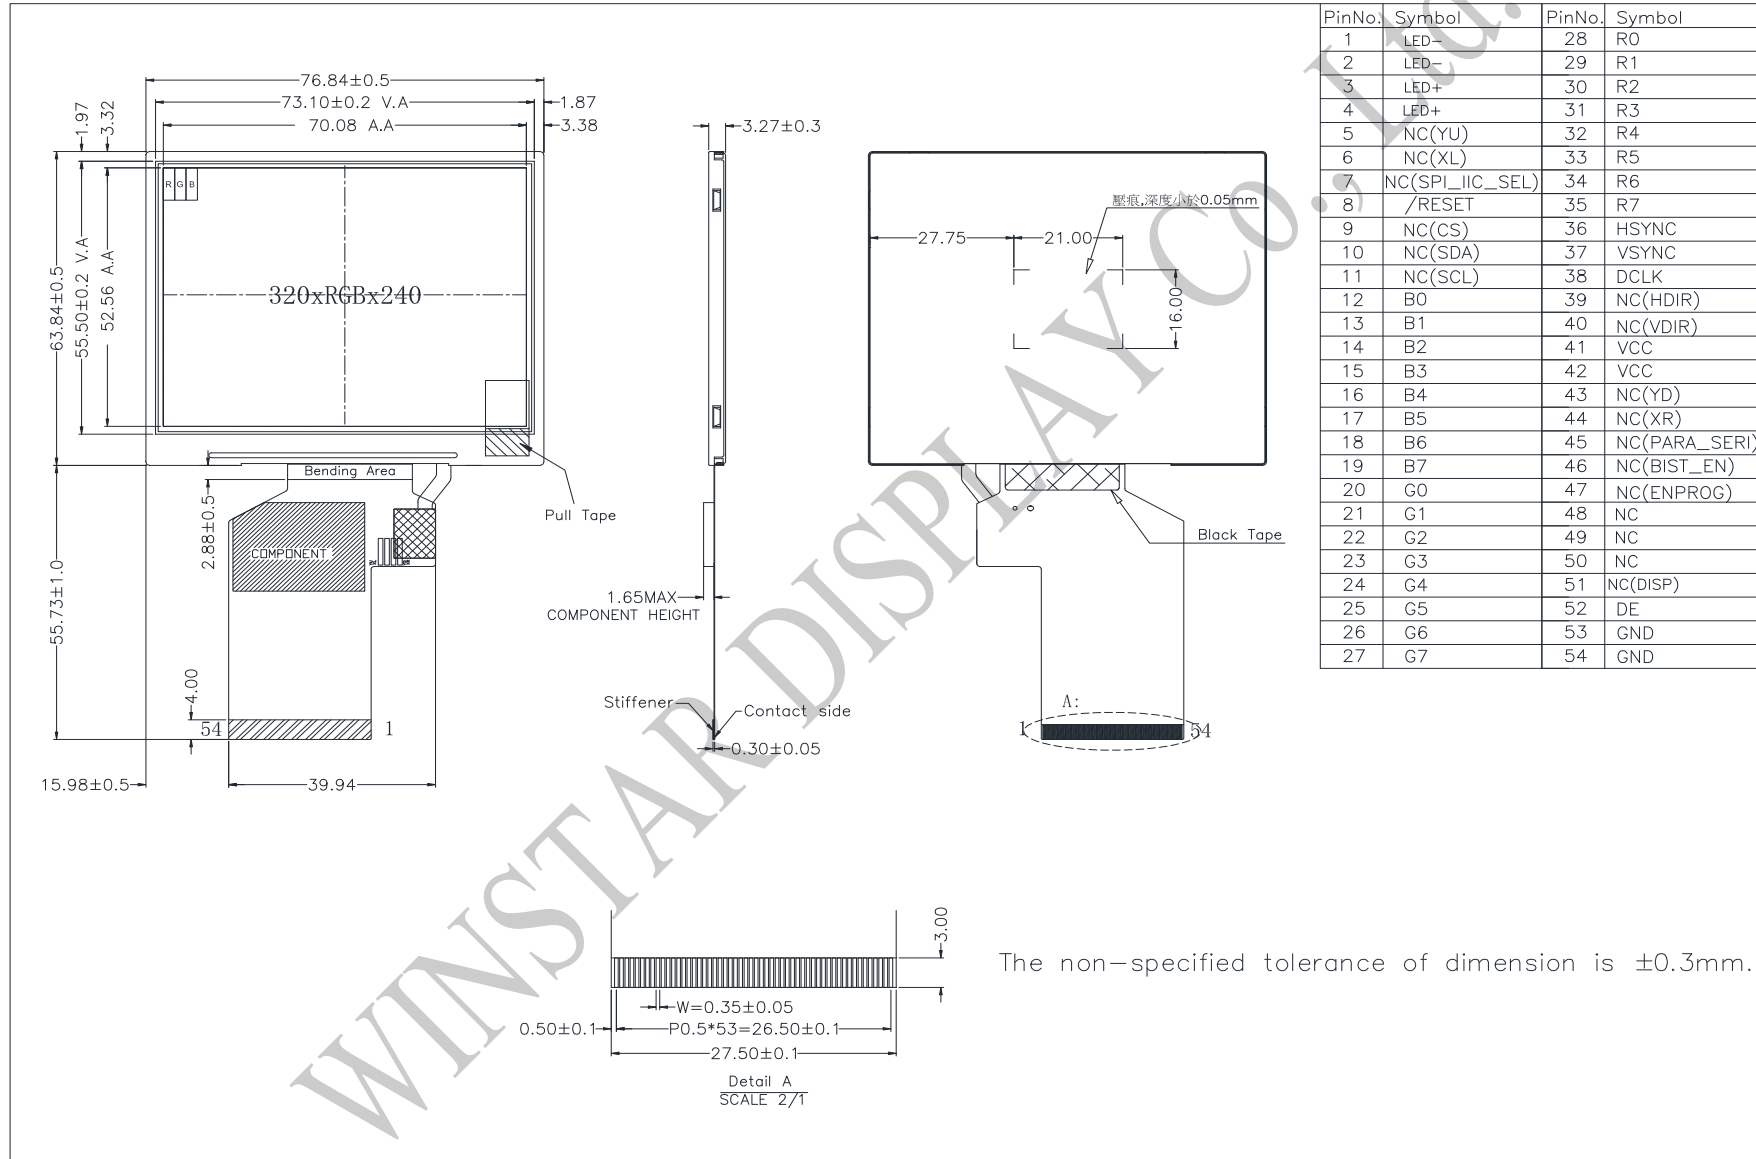 76.84±0.5
73.10±0.2 V.A
1.87
70.08 A.A
3.38
1.97
3.32
63.84±0.5
55.50±0.2 V.A
52.56 A.A
R G B
320xRGBx240
Bending Area
2.88±0.5
COMPONENT
Pull Tape
55.73±1.0
4.00
54
1
15.98±0.5
39.94
3.27±0.3
1.65MAX
COMPONENT HEIGHT
Stiffener
Contact side
0.30±0.05
壓痕,深度小於0.05mm
27.75
21.00
16.00
Black Tape
A:
1
54
3.00
W=0.35±0.05
0.50±0.1
P0.5*53=26.50±0.1
27.50±0.1
Detail A
SCALE 2/1
The non-specified tolerance of dimension is ±0.3mm.
PinNo. Symbol PinNo. Symbol
1 LED- 28 R0
2 LED- 29 R1
3 LED+ 30 R2
4 LED+ 31 R3
5 NC(YU) 32 R4
6 NC(XL) 33 R5
7 NC(SPI_IIC_SEL) 34 R6
8 /RESET 35 R7
9 NC(CS) 36 HSYNC
10 NC(SDA) 37 VSYNC
11 NC(SCL) 38 DCLK
12 B0 39 NC(HDIR)
13 B1 40 NC(VDIR)
14 B2 41 VCC
15 B3 42 VCC
16 B4 43 NC(YD)
17 B5 44 NC(XR)
18 B6 45 NC(PARA_SERI)
19 B7 46 NC(BIST_EN)
20 G0 47 NC(ENPROG)
21 G1 48 NC
22 G2 49 NC
23 G3 50 NC
24 G4 51 NC(DISP)
25 G5 52 DE
26 G6 53 GND
27 G7 54 GND
WINSTAR DISPLAY Co., Ltd.